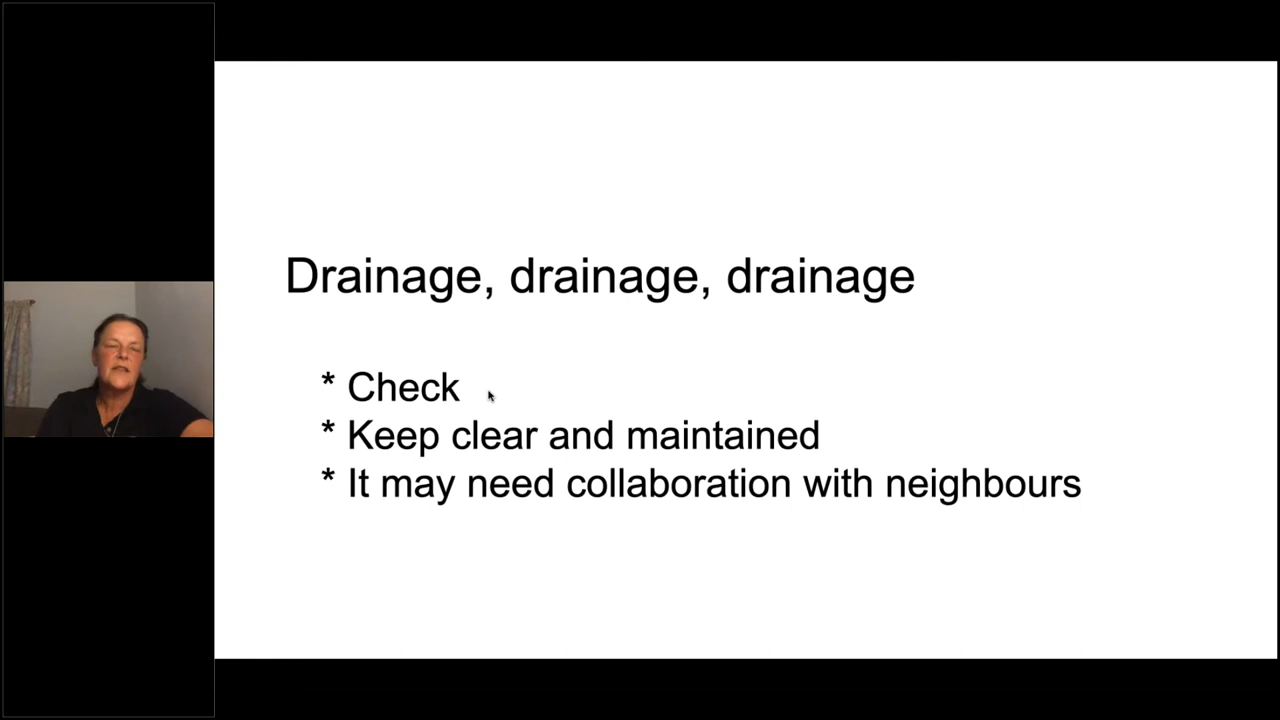 Drainage, drainage, drainage
* Check
* Keep clear and maintained
* It may need collaboration with neighbours